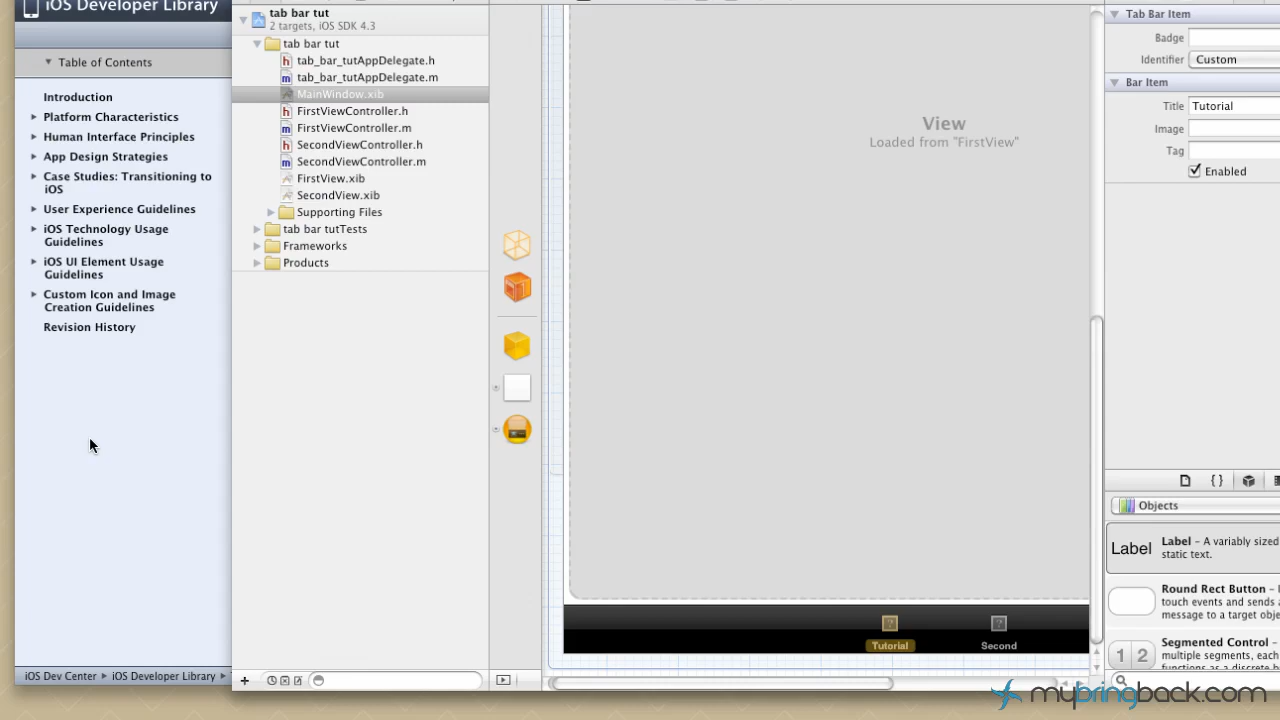 iOS Developer Library
Table of Contents
Introduction
Platform Characteristics
Human Interface Principles
App Design Strategies
Case Studies: Transitioning to
iOS
User Experience Guidelines
iOS Technology Usage
Guidelines
iOS UI Element Usage
Guidelines
Custom Icon and Image
Creation Guidelines
Revision History
iOS Dev Center
iOS Developer Library
tab bar tut
2 targets, iOS SDK 4.3
tab bar tut
h tab_bar_tutAppDelegate.h
m tab_bar_tutAppDelegate.m
MainWindow.xib
h FirstViewController.h
m FirstViewController.m
h SecondViewController.h
m SecondViewController.m
FirstView.xib
SecondView.xib
Supporting Files
tab bar tutTests
Frameworks
Products
View
Loaded from "FirstView"
? ?
Tutorial Second
Tab Bar Item
Badge
Identifier Custom
Bar Item
Title Tutorial
Image
Tag
Enabled
{ }
Objects
Label Label – A variably sized
static text.
Round Rect Button –
touch events and sends a
message to a target obje
1 2 Segmented Control –
multiple segments, each
functions as a discrete b
mybringback.com